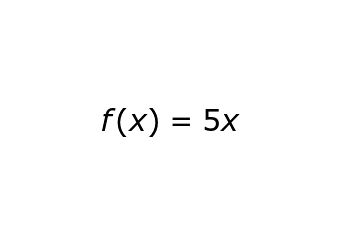 f(x) = 5x